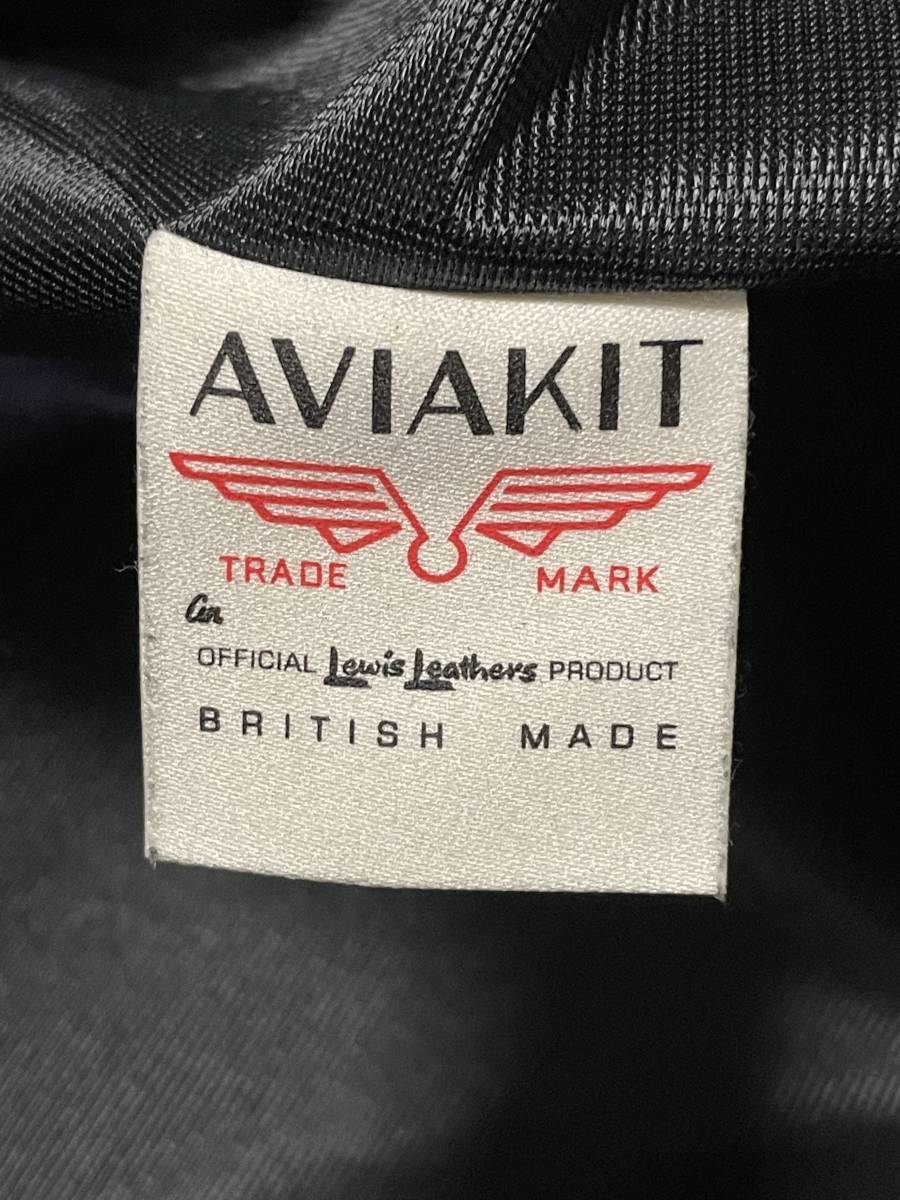 AVIAKIT
TRADE MARK
An
OFFICIAL Lewis Leathers PRODUCT
BRITISH MADE